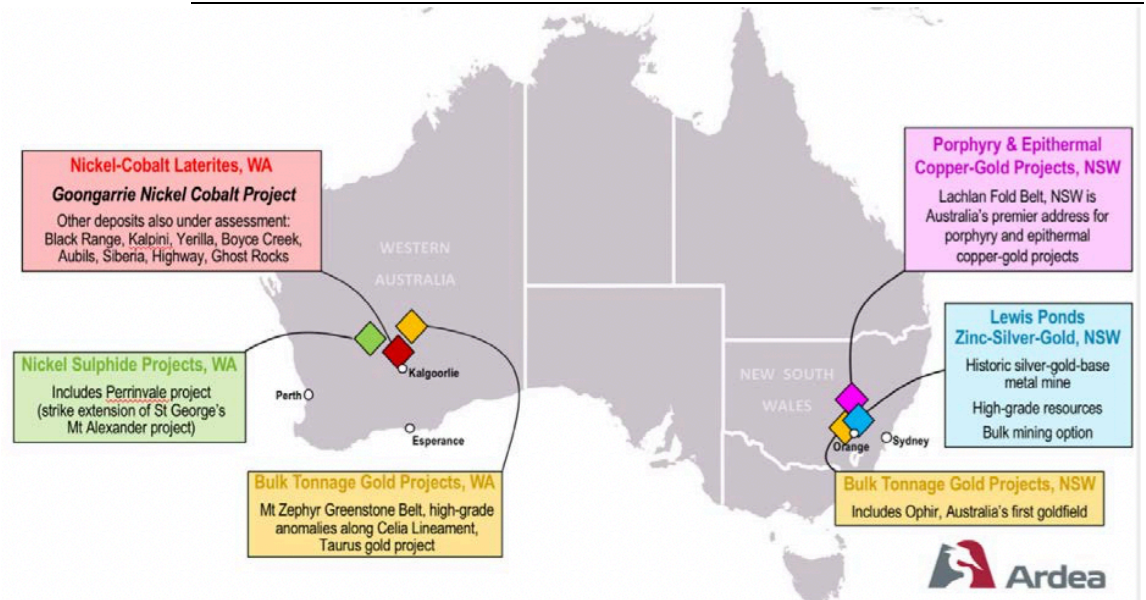 Nickel-Cobalt Laterites, WA
Goongarrie Nickel Cobalt Project
Other deposits also under assessment:
Black Range, Kalpini, Yerilla, Boyce Creek,
Aubils, Siberia, Highway, Ghost Rocks
Nickel Sulphide Projects, WA
Includes Perrinvale project
(strike extension of St George's
Mt Alexander project)
Bulk Tonnage Gold Projects, WA
Mt Zephyr Greenstone Belt, high-grade
anomalies along Celia Lineament,
Taurus gold project
WESTERN
AUSTRALIA
Kalgoorlie
Perth
Esperance
Porphyry & Epithermal
Copper-Gold Projects, NSW
Lachlan Fold Belt, NSW is
Australia's premier address for
porphyry and epithermal
copper-gold projects
Lewis Ponds
Zinc-Silver-Gold, NSW
Historic silver-gold-base
metal mine
High-grade resources
Bulk mining option
NEW SOUTH
WALES
Orange
Sydney
Bulk Tonnage Gold Projects, NSW
Includes Ophir, Australia's first goldfield
Ardea